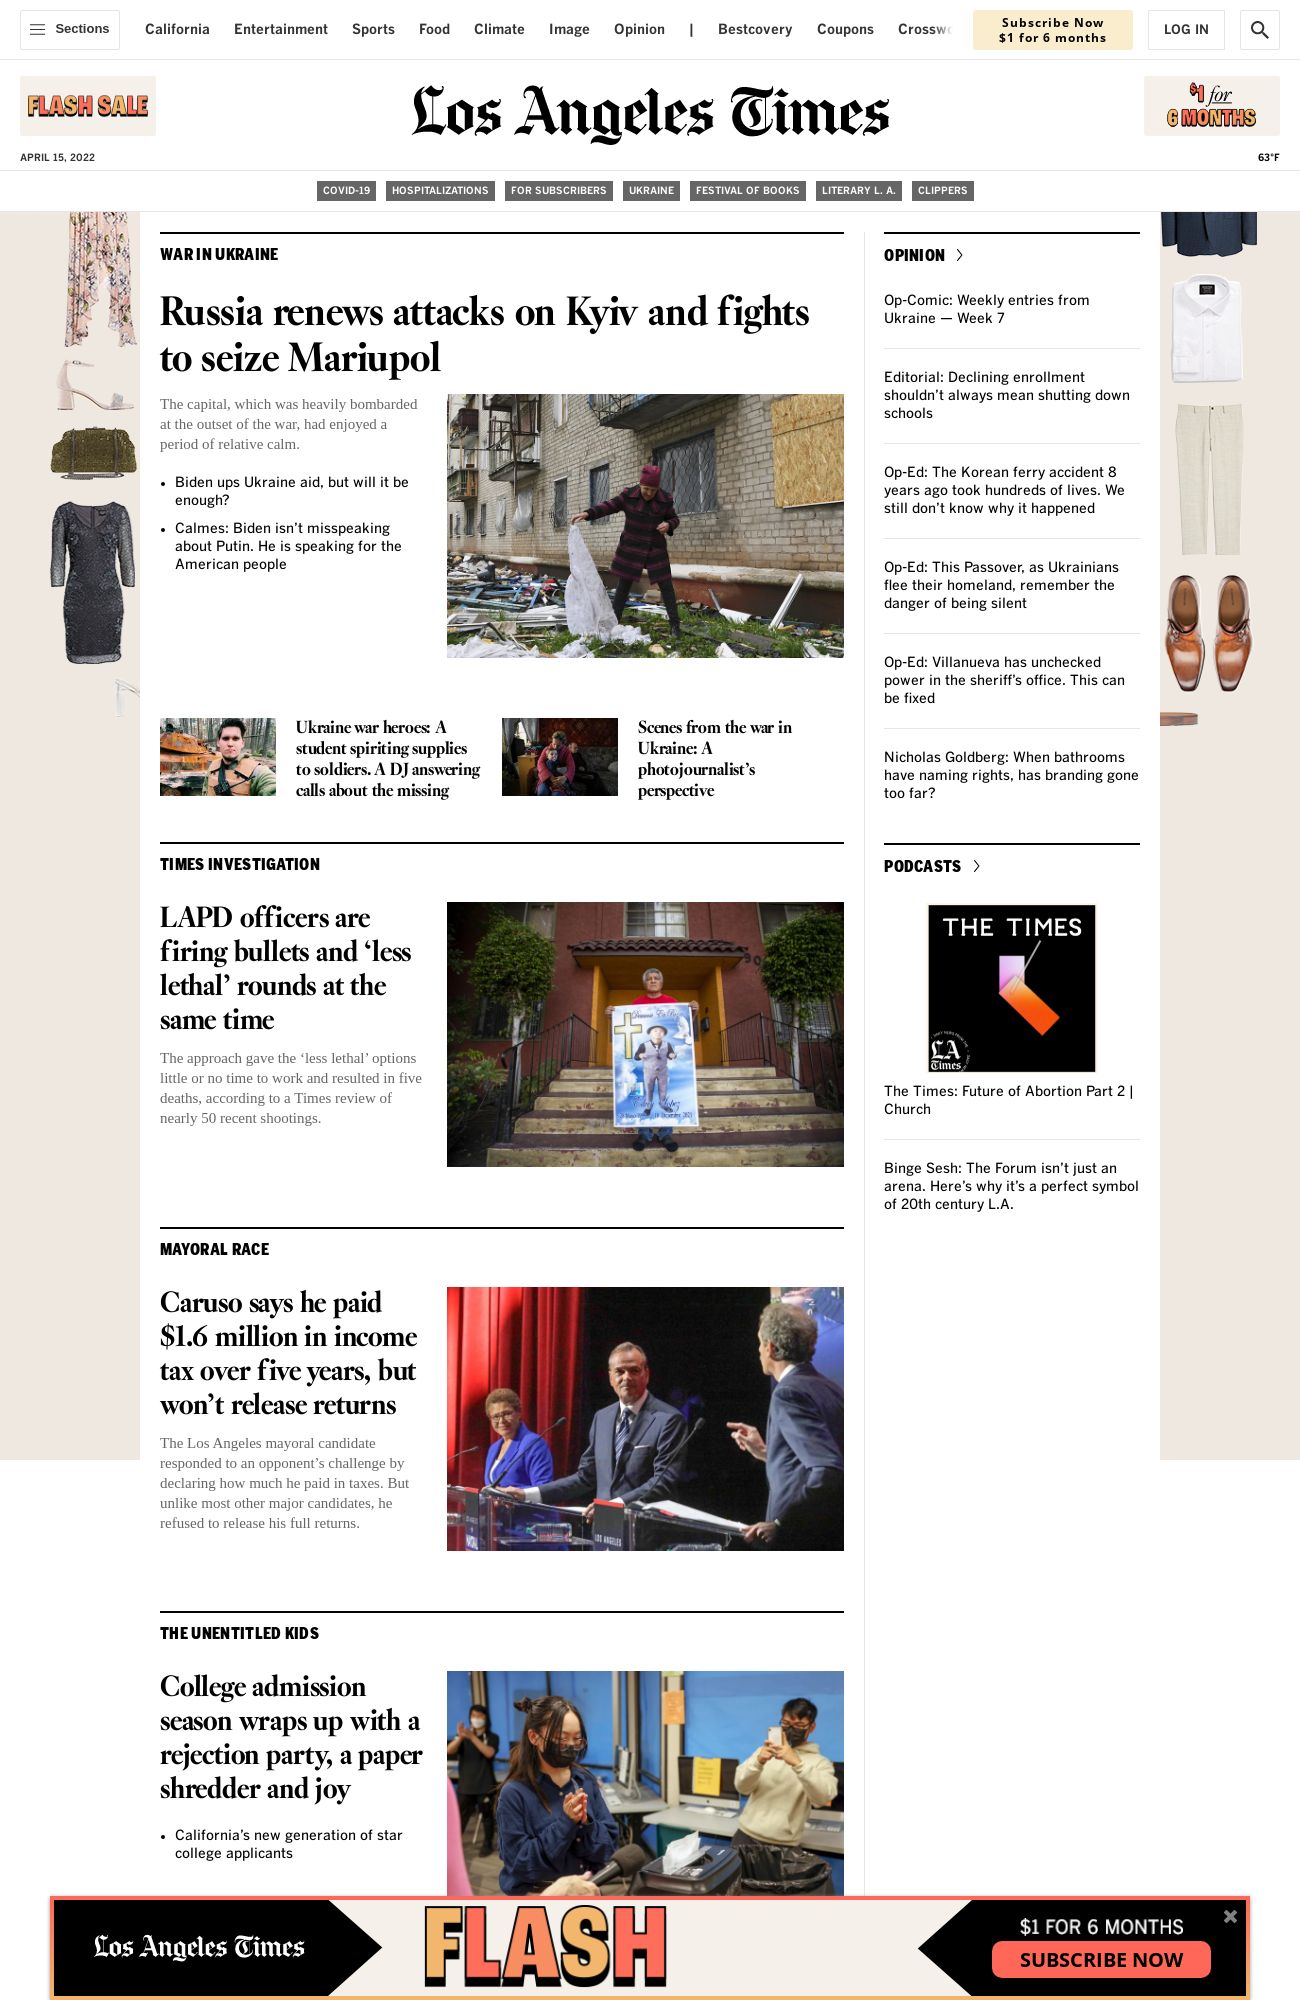 Sections
California
Entertainment
Sports
Food
Climate
Image
Opinion
|
Bestcovery
Coupons
Subscribe Now
$1 for 6 months
LOG IN
FLASH SALE
Los Angeles Times
$1 for
6 MONTHS
APRIL 15, 2022
63°F
COVID-19
HOSPITALIZATIONS
FOR SUBSCRIBERS
UKRAINE
FESTIVAL OF BOOKS
LITERARY L. A.
CLIPPERS
WAR IN UKRAINE
Russia renews attacks on Kyiv and fights
to seize Mariupol
The capital, which was heavily bombarded
at the outset of the war, had enjoyed a
period of relative calm.
• Biden ups Ukraine aid, but will it be
enough?
• Calmes: Biden isn’t misspeaking
about Putin. He is speaking for the
American people
Ukraine war heroes: A
student spiriting supplies
to soldiers. A DJ answering
calls about the missing
Scenes from the war in
Ukraine: A
photojournalist’s
perspective
TIMES INVESTIGATION
LAPD officers are
firing bullets and ‘less
lethal’ rounds at the
same time
The approach gave the ‘less lethal’ options
little or no time to work and resulted in five
deaths, according to a Times review of
nearly 50 recent shootings.
MAYORAL RACE
Caruso says he paid
$1.6 million in income
tax over five years, but
won’t release returns
The Los Angeles mayoral candidate
responded to an opponent’s challenge by
declaring how much he paid in taxes. But
unlike most other major candidates, he
refused to release his full returns.
LOS ANGELES
THE UNENTITLED KIDS
College admission
season wraps up with a
rejection party, a paper
shredder and joy
• California’s new generation of star
college applicants
OPINION
Op-Comic: Weekly entries from
Ukraine — Week 7
Editorial: Declining enrollment
shouldn’t always mean shutting down
schools
Op-Ed: The Korean ferry accident 8
years ago took hundreds of lives. We
still don’t know why it happened
Op-Ed: This Passover, as Ukrainians
flee their homeland, remember the
danger of being silent
Op-Ed: Villanueva has unchecked
power in the sheriff’s office. This can
be fixed
Nicholas Goldberg: When bathrooms
have naming rights, has branding gone
too far?
PODCASTS
THE TIMES
LA
Times
The Times: Future of Abortion Part 2 |
Church
Binge Sesh: The Forum isn’t just an
arena. Here’s why it’s a perfect symbol
of 20th century L.A.
Los Angeles Times
FLASH
$1 FOR 6 MONTHS
SUBSCRIBE NOW